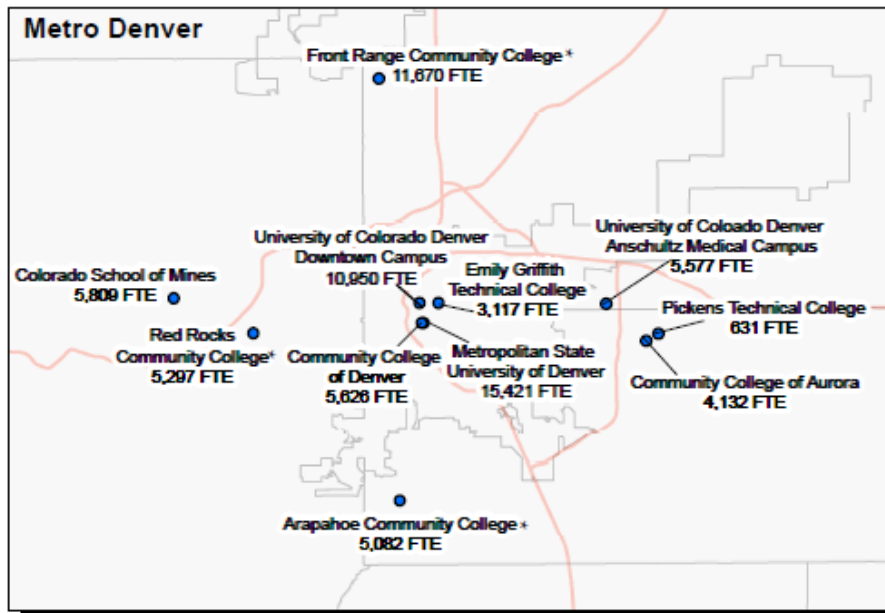 Metro Denver
Front Range Community College*
11,670 FTE
University of Colorado Denver
Downtown Campus
10,950 FTE
University of Coloado Denver
Anschultz Medical Campus
5,577 FTE
Colorado School of Mines
5,809 FTE
Emily Griffith
Technical College
3,117 FTE
Pickens Technical College
631 FTE
Red Rocks
Community College*
5,297 FTE
Community College
of Denver
5,626 FTE
Metropolitan State
University of Denver
15,421 FTE
Community College of Aurora
4,132 FTE
Arapahoe Community College*
5,082 FTE